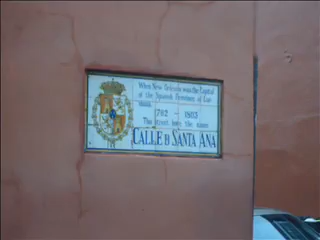 When New Orleans was the Capital
of the Spanish Province of Lui
siana
1762 - 1803
This street bore the name
CALLE D SANTA ANA